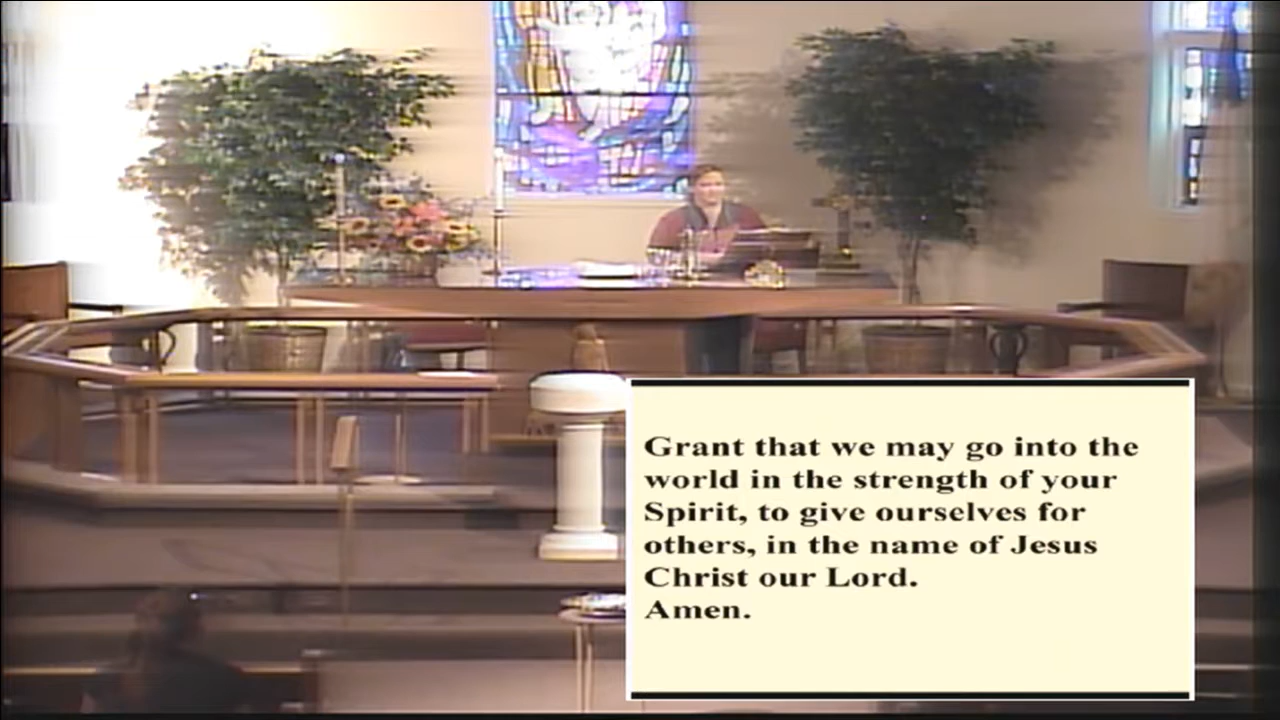 Grant that we may go into the
world in the strength of your
Spirit, to give ourselves for
others, in the name of Jesus
Christ our Lord.
Amen.